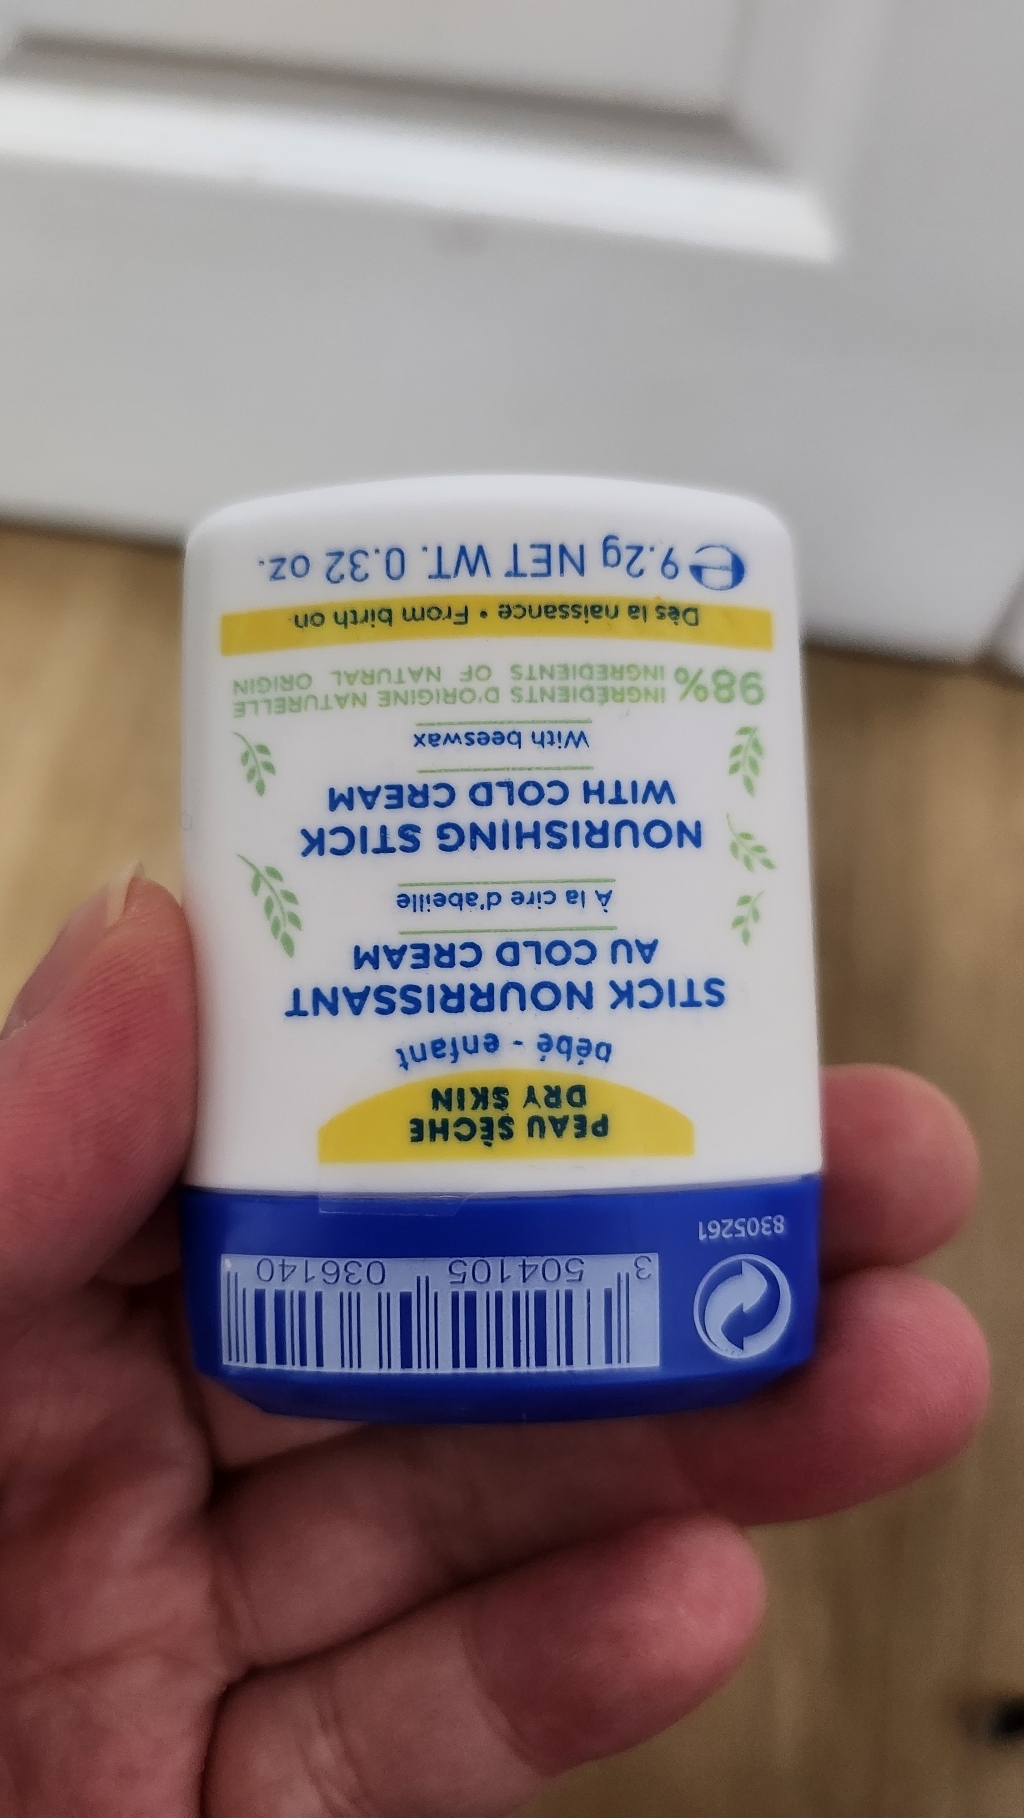 3 504105 036140
8305261
PEAU SÈCHE
DRY SKIN
bébé - enfant
STICK NOURRISSANT
AU COLD CREAM
À la cire d'abeille
NOURISHING STICK
WITH COLD CREAM
With beeswax
98% INGRÉDIENTS D'ORIGINE NATURELLE
INGREDIENTS OF NATURAL ORIGIN
Dès la naissance • From birth on
℮ 9.2g NET WT. 0.32 oz.